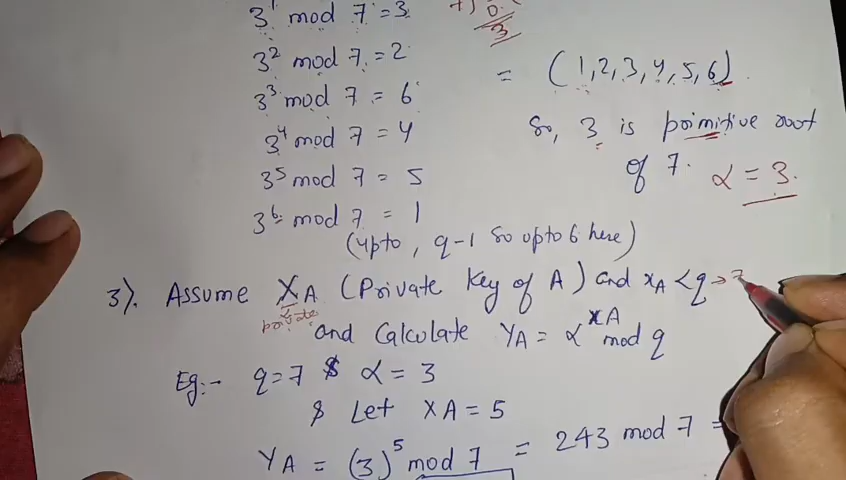 3¹ mod 7 = 3
3² mod 7 = 2
3³ mod 7 = 6
3⁴ mod 7 = 4
3⁵ mod 7 = 5
3⁶ mod 7 = 1
= (1,2,3,4,5,6)
So, 3 is primitive root
of 7. α = 3.
(upto, q-1 so upto 6 here)
3). Assume XA (Private Key of A) and xA < q → 7
private
and Calculate YA = α^xA mod q
Eg:- q=7 $ α = 3
$ Let XA = 5
YA = (3)⁵ mod 7 = 243 mod 7 =